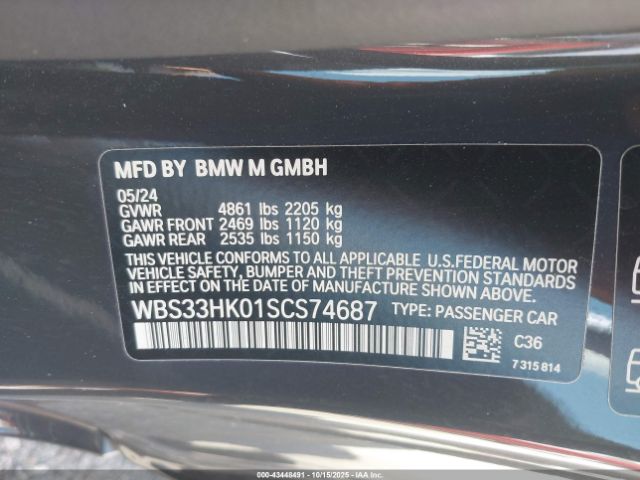 MFD BY BMW M GMBH
05/24
GVWR 4861 lbs 2205 kg
GAWR FRONT 2469 lbs 1120 kg
GAWR REAR 2535 lbs 1150 kg
THIS VEHICLE CONFORMS TO ALL APPLICABLE U.S.FEDERAL MOTOR
VEHICLE SAFETY, BUMPER AND THEFT PREVENTION STANDARDS
IN EFFECT ON THE DATE OF MANUFACTURE SHOWN ABOVE.
WBS33HK01SCS74687 TYPE: PASSENGER CAR
C36
7 315 814
000-43448491 - 10/15/2025 - IAA Inc.